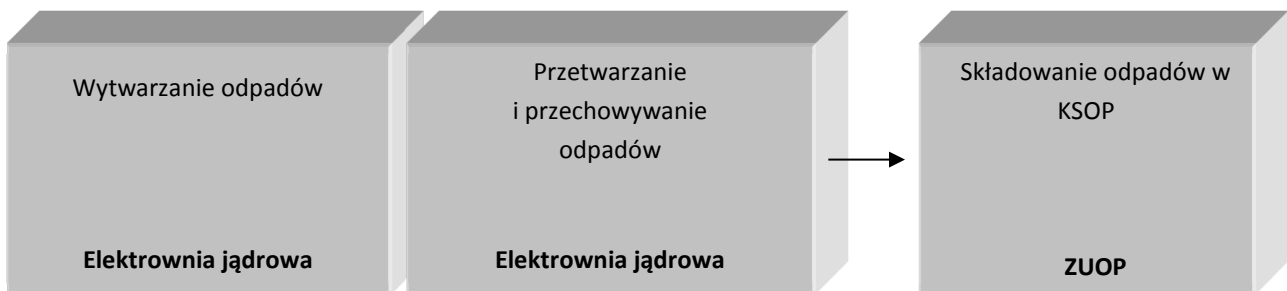 Wytwarzanie odpadów
Elektrownia jądrowa
Przetwarzanie
i przechowywanie
odpadów
Elektrownia jądrowa
Składowanie odpadów w
KSOP
ZUOP